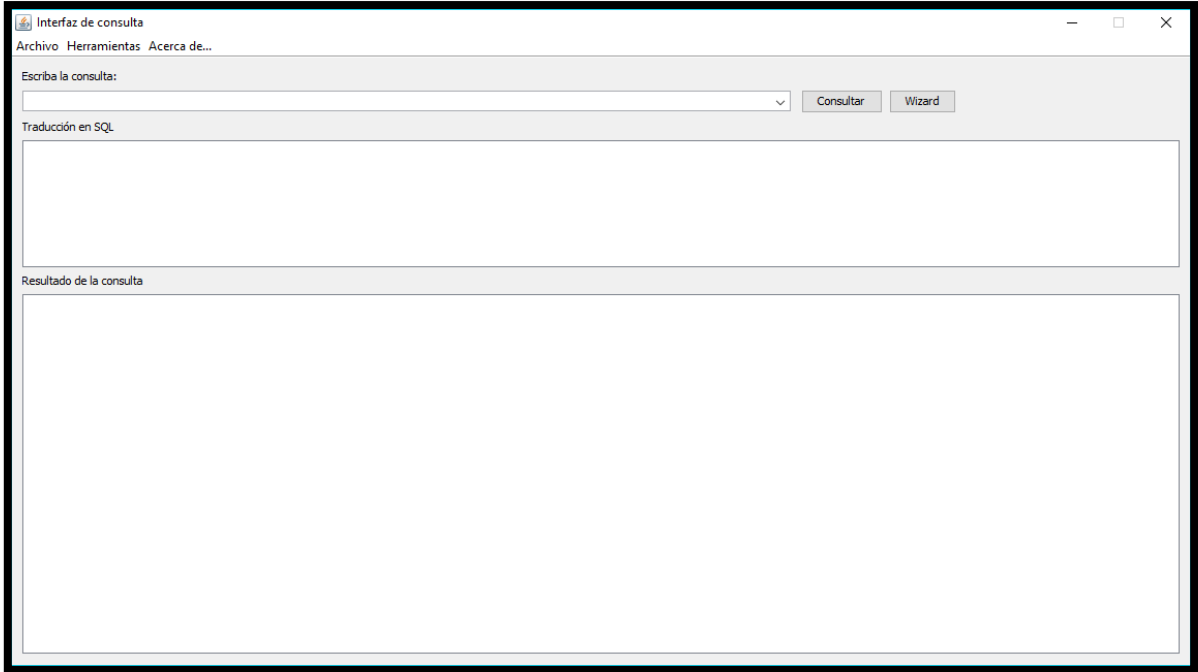 Interfaz de consulta
Archivo Herramientas Acerca de...
Escriba la consulta:
Consultar Wizard
Traducción en SQL
Resultado de la consulta